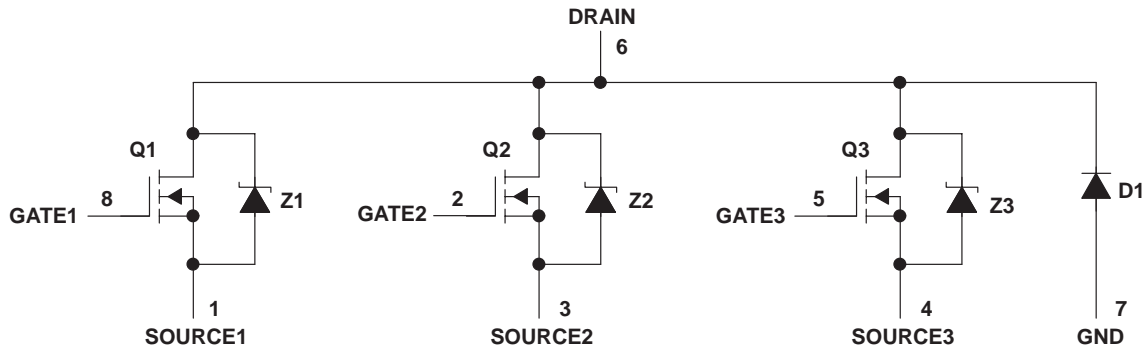 DRAIN
6
Q1
Q2
Q3
8
2
5
Z1
Z2
Z3
D1
GATE1
GATE2
GATE3
1
3
4
7
SOURCE1
SOURCE2
SOURCE3
GND